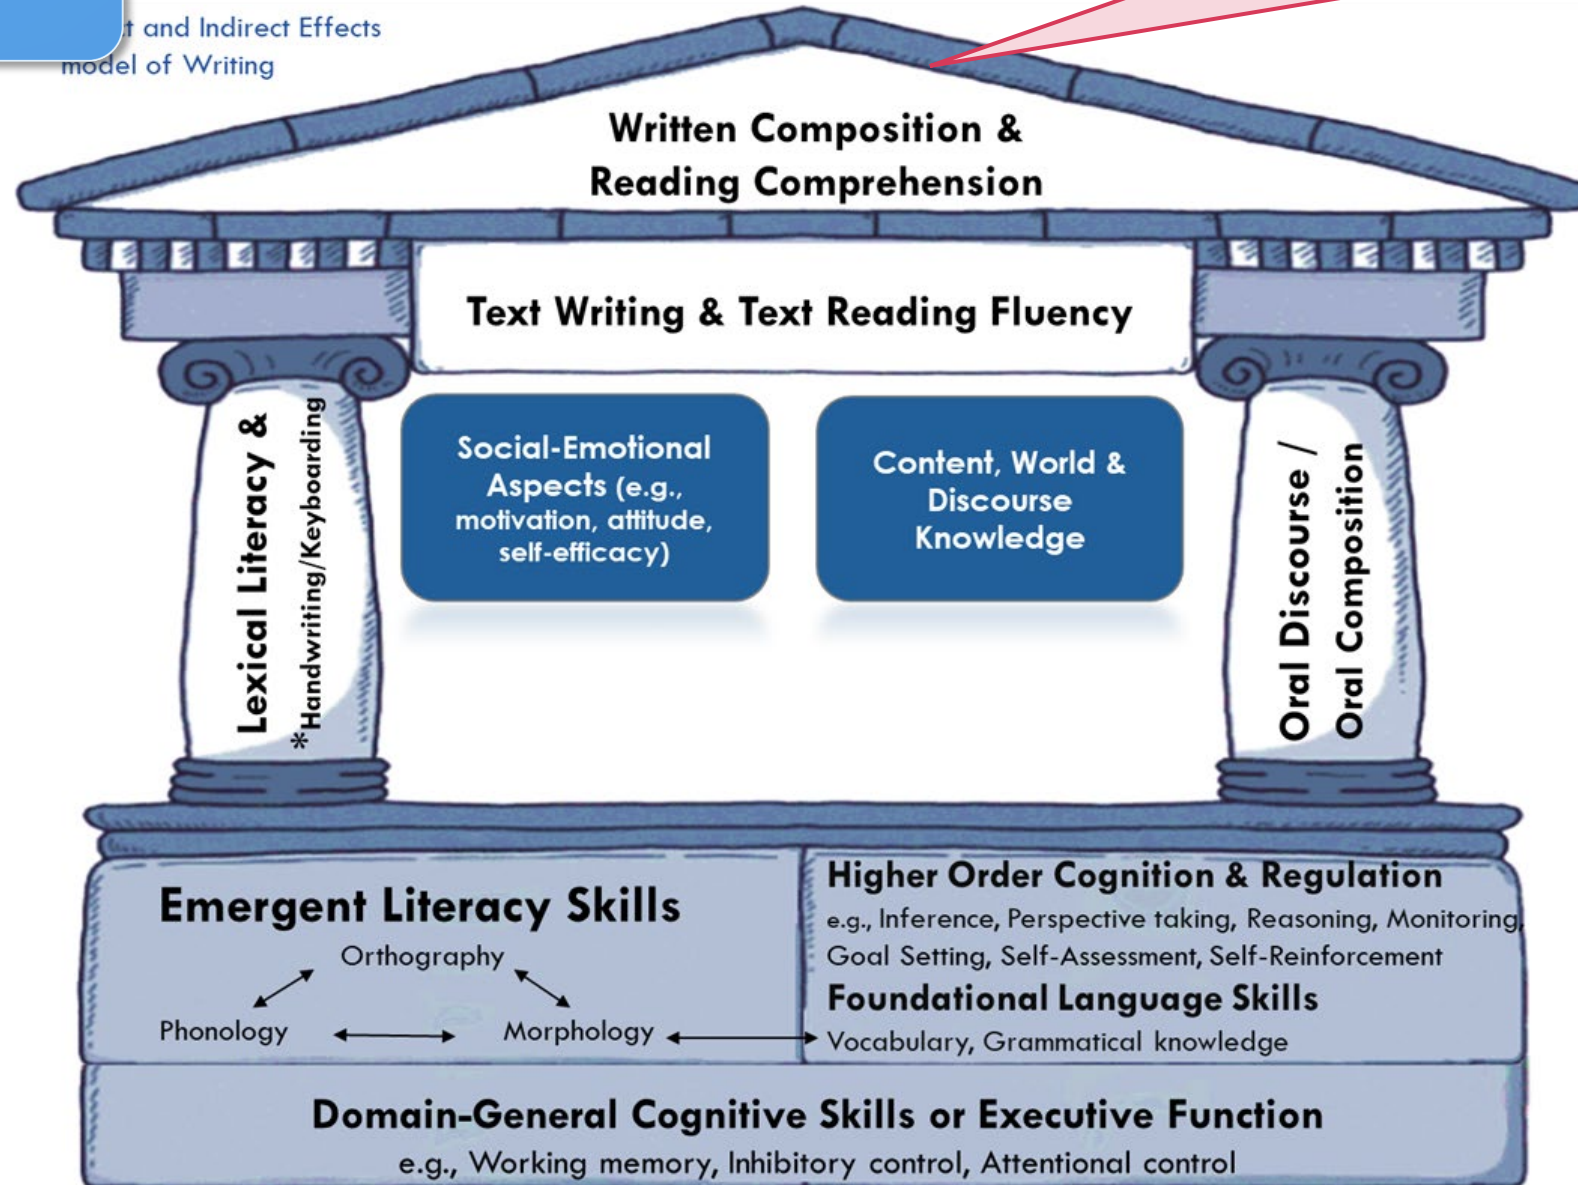 and Indirect Effects
model of Writing
Written Composition &
Reading Comprehension
Text Writing & Text Reading Fluency
Lexical Literacy &
*Handwriting/Keyboarding
Social-Emotional
Aspects (e.g.,
motivation, attitude,
self-efficacy)
Content, World &
Discourse
Knowledge
Oral Discourse /
Oral Composition
Emergent Literacy Skills
Orthography
Phonology
Morphology
Higher Order Cognition & Regulation
e.g., Inference, Perspective taking, Reasoning, Monitoring,
Goal Setting, Self-Assessment, Self-Reinforcement
Foundational Language Skills
Vocabulary, Grammatical knowledge
Domain-General Cognitive Skills or Executive Function
e.g., Working memory, Inhibitory control, Attentional control